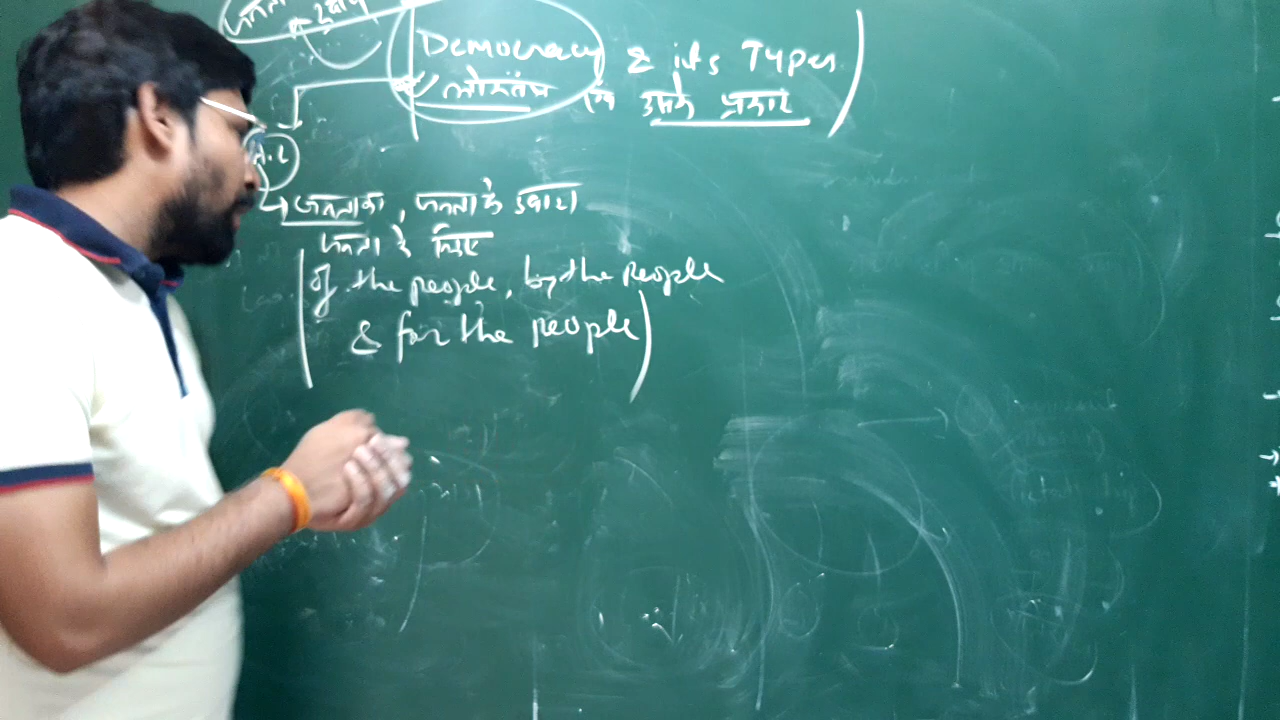 जनता
Democracy & its Types
लोकतंत्र एवं उसके प्रकार
जनता का, जनता के द्वारा
जनता के लिए
of the people, by the people
& for the people